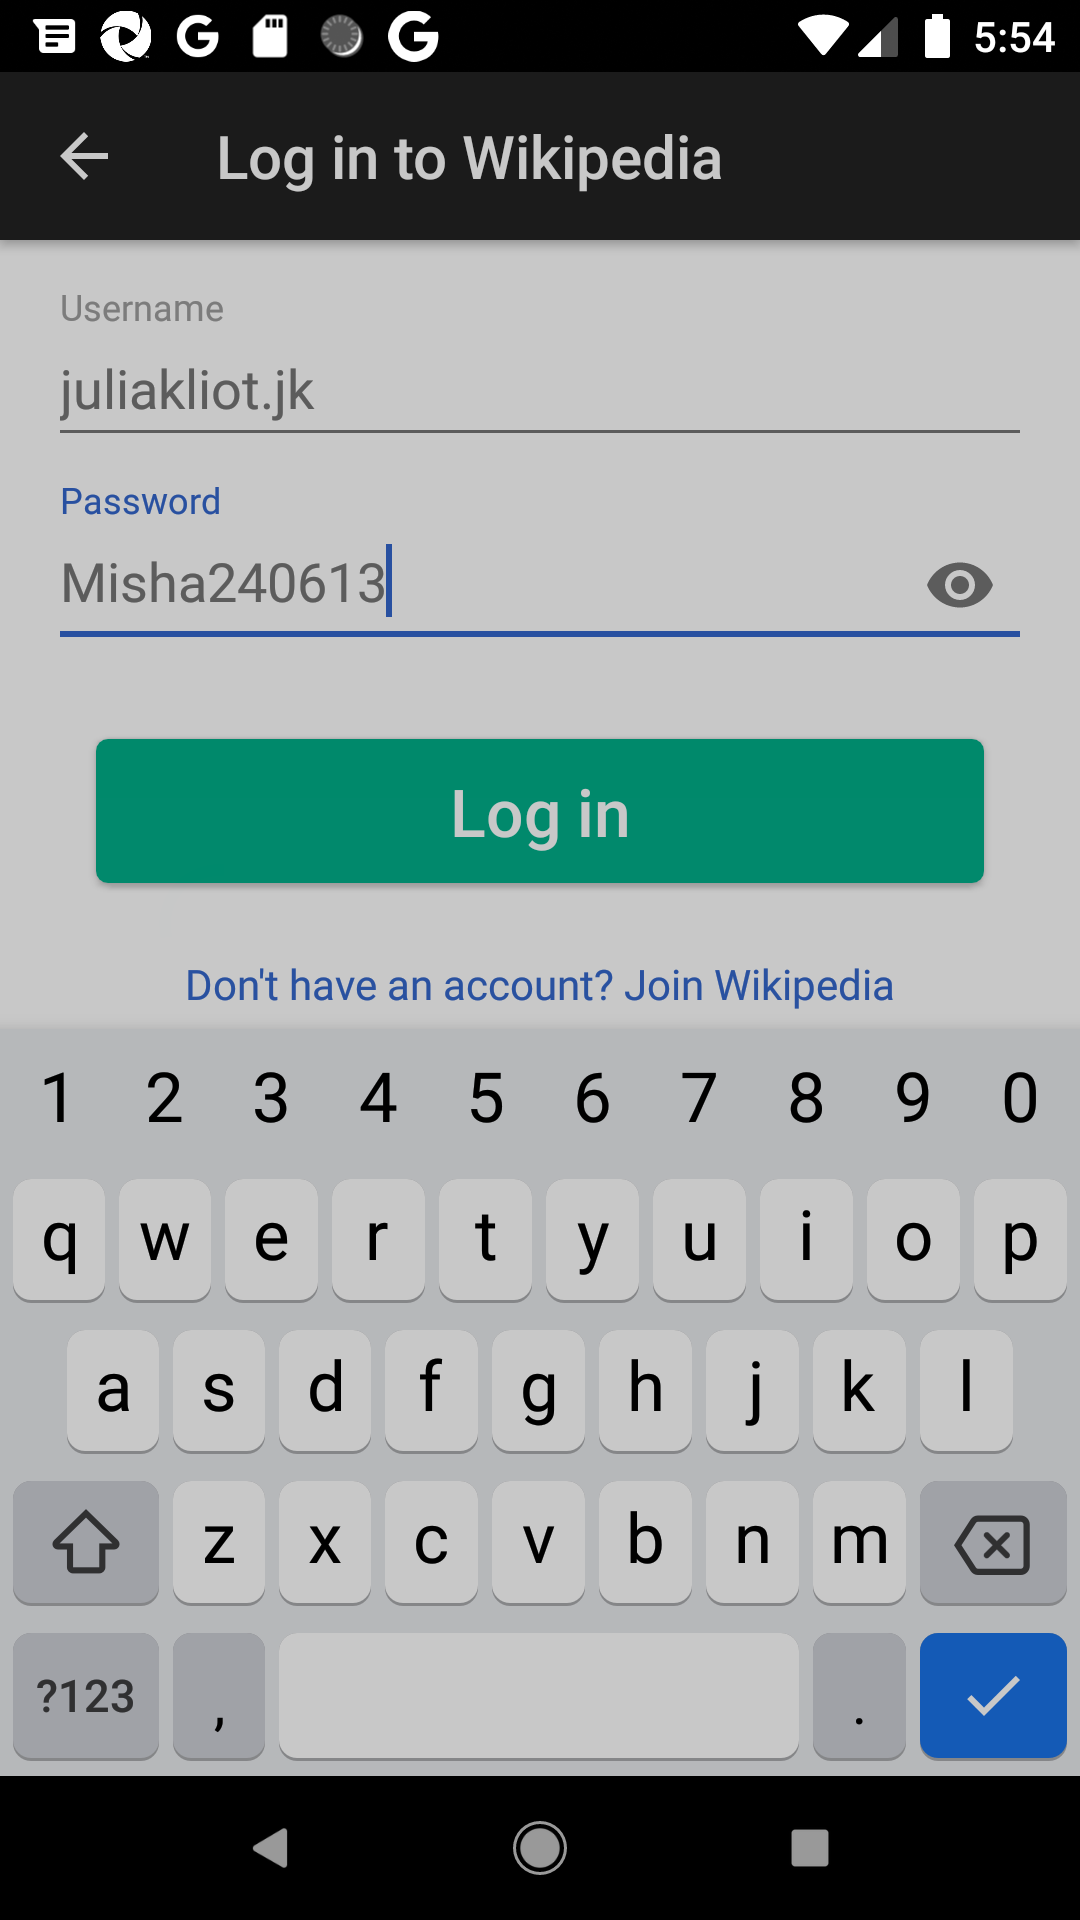 5:54
Log in to Wikipedia
Username
juliakliot.jk
Password
Misha240613
Log in
Don't have an account? Join Wikipedia
1 2 3 4 5 6 7 8 9 0
q w e r t y u i o p
a s d f g h j k l
z x c v b n m
?123 , .